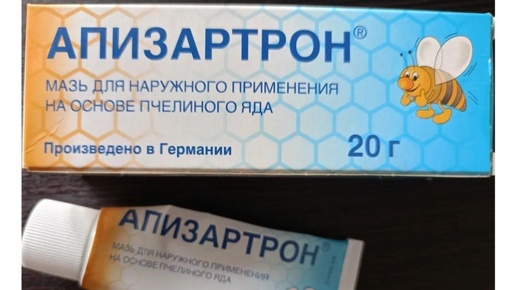 АПИЗАРТРОН®
МАЗЬ ДЛЯ НАРУЖНОГО ПРИМЕНЕНИЯ
НА ОСНОВЕ ПЧЕЛИНОГО ЯДА
Произведено в Германии
20 г
АПИЗАРТРОН®
МАЗЬ ДЛЯ НАРУЖНОГО ПРИМЕНЕНИЯ
НА ОСНОВЕ ПЧЕЛИНОГО ЯДА